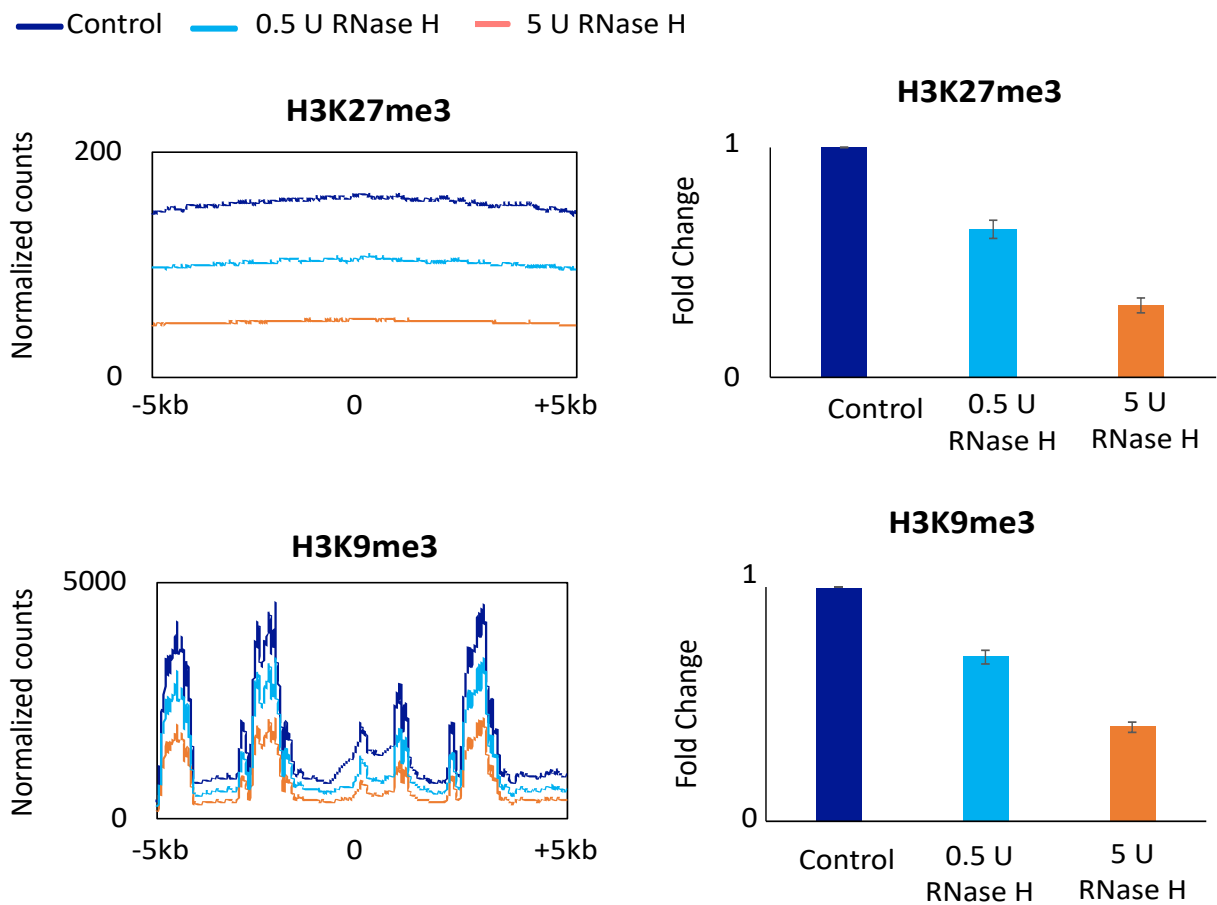 Control 0.5 U RNase H 5 U RNase H
H3K27me3
Normalized counts
200
0
-5kb 0 +5kb
H3K27me3
Fold Change
1
0
Control 0.5 U 5 U
RNase H RNase H
H3K9me3
Normalized counts
5000
0
-5kb 0 +5kb
H3K9me3
Fold Change
1
0
Control 0.5 U 5 U
RNase H RNase H